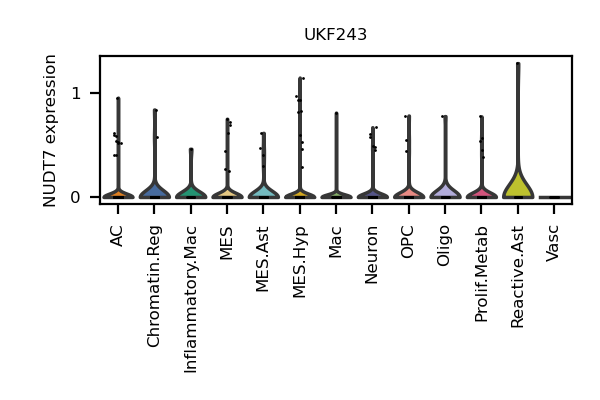 UKF243
NUDT7 expression
1
0
AC
Chromatin.Reg
Inflammatory.Mac
MES
MES.Ast
MES.Hyp
Mac
Neuron
OPC
Oligo
Prolif.Metab
Reactive.Ast
Vasc